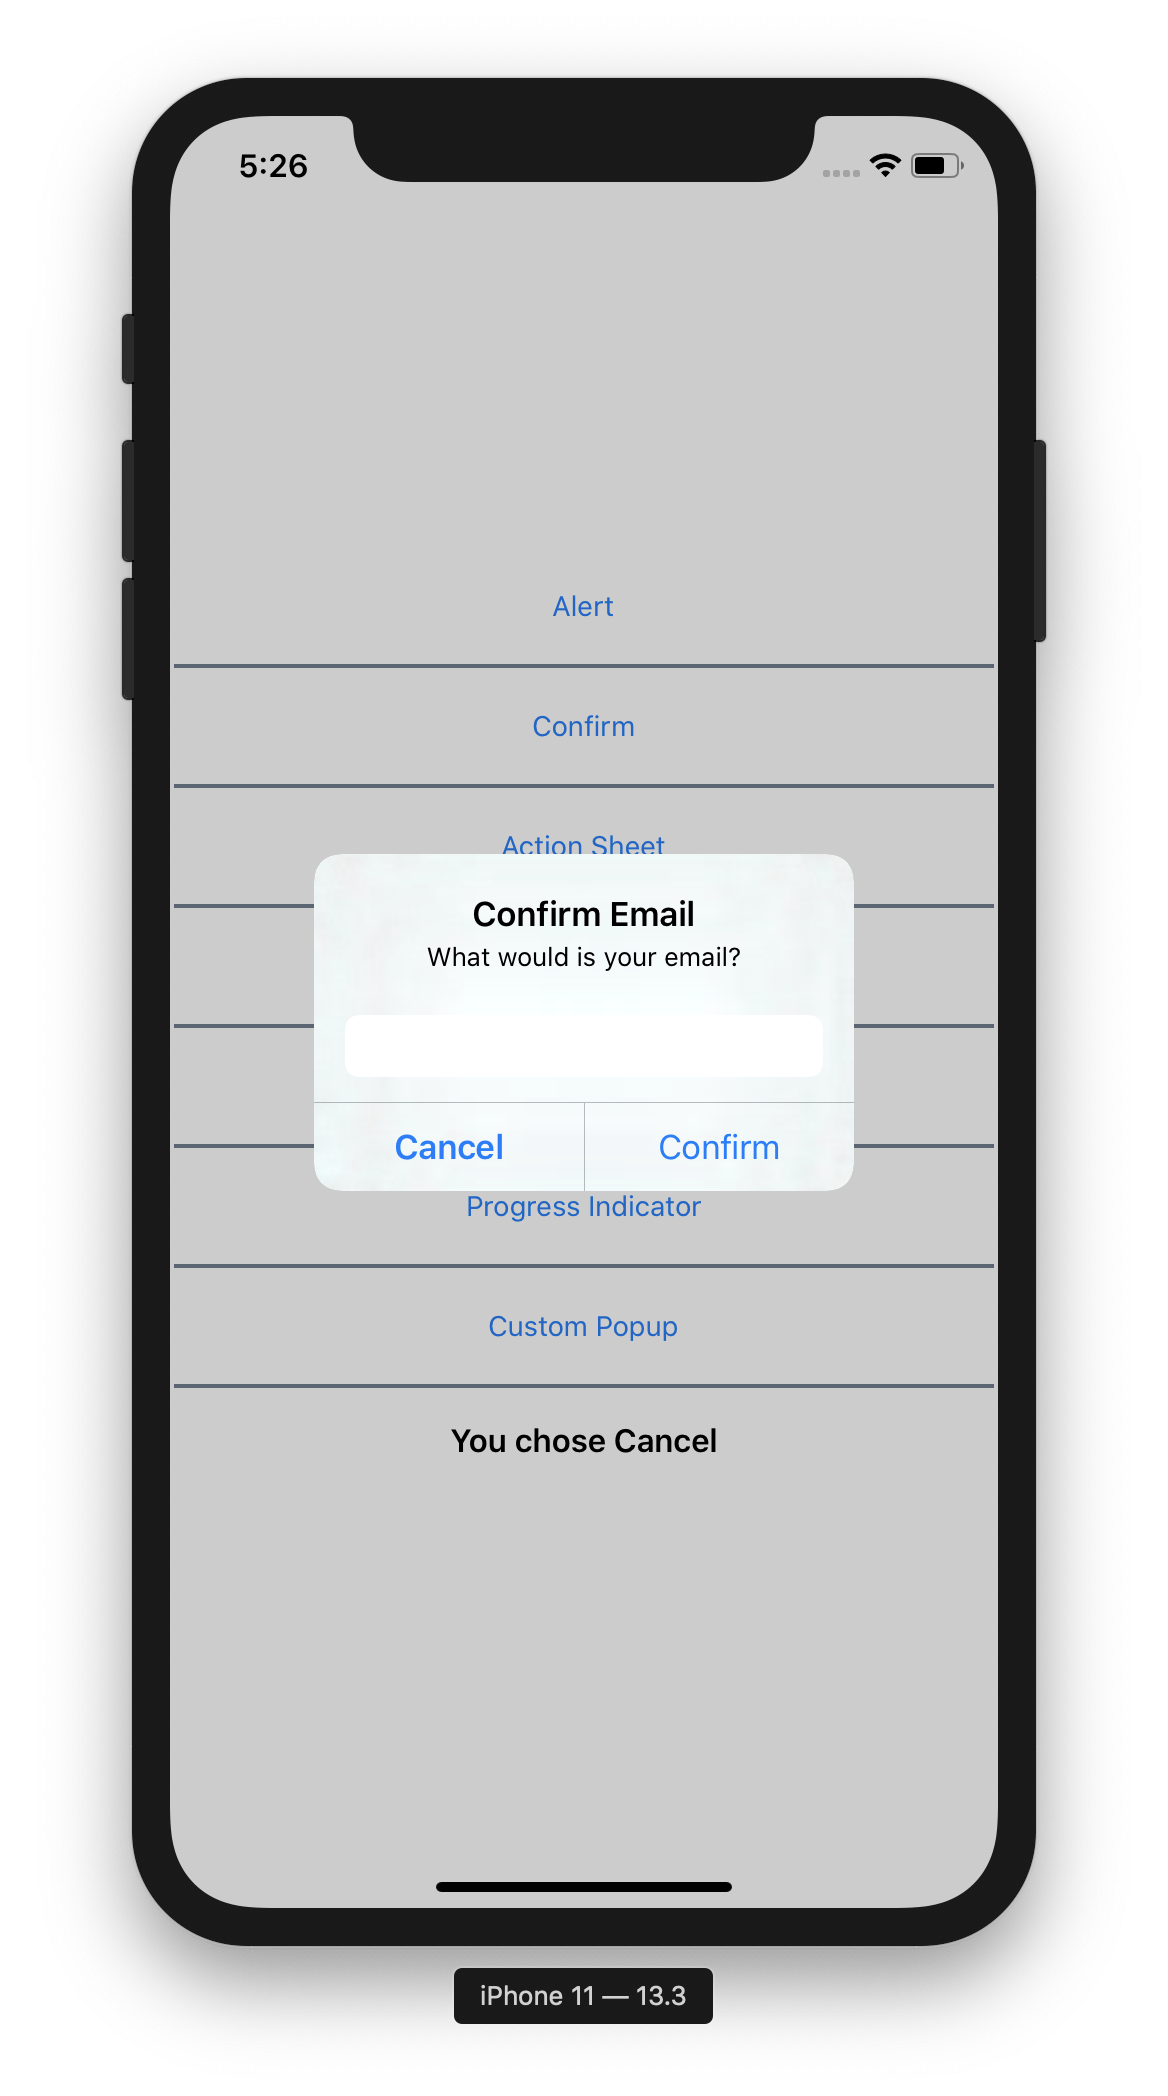 5:26
Alert
Confirm
Action Sheet
Confirm Email
What would is your email?
Cancel Confirm
Progress Indicator
Custom Popup
You chose Cancel
iPhone 11 — 13.3